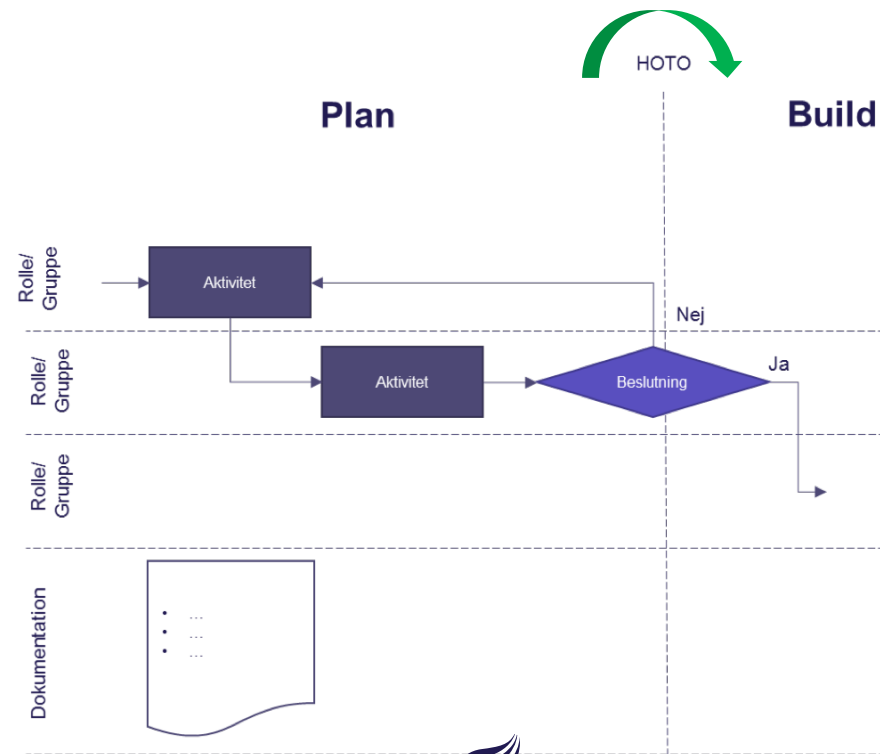 HOTO
Plan
Build
Rolle/
Gruppe
Aktivitet
Nej
Rolle/
Gruppe
Aktivitet
Beslutning
Ja
Rolle/
Gruppe
Dokumentation
• ...
• ...
• ...